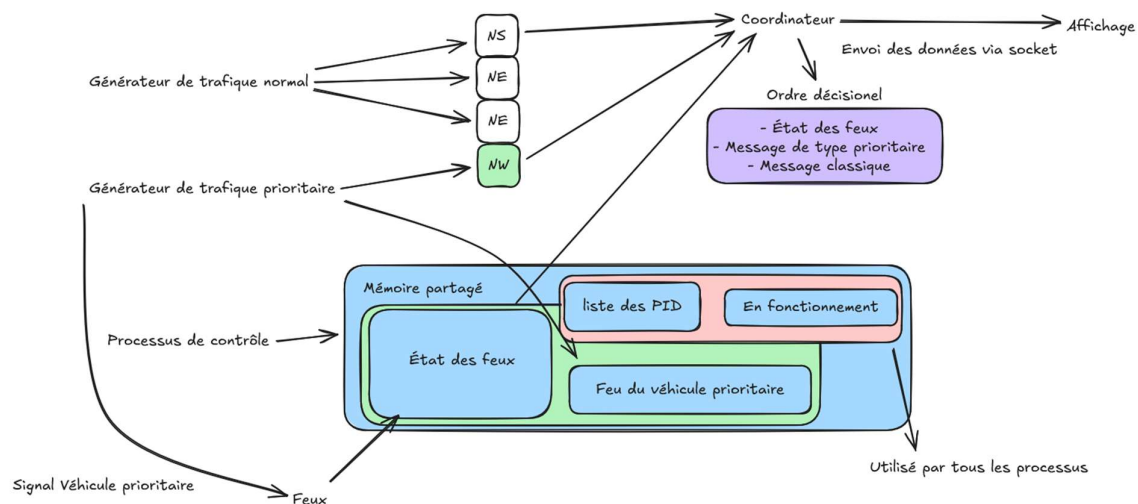 NS
Coordinateur
Affichage
Envoi des données via socket
Générateur de trafique normal
NE
Ordre décisionel
NE
- État des feux
- Message de type prioritaire
- Message classique
NW
Générateur de trafique prioritaire
Mémoire partagé
liste des PID
En fonctionnement
Processus de contrôle
État des feux
Feu du véhicule prioritaire
Utilisé par tous les processus
Signal Véhicule prioritaire
Feux